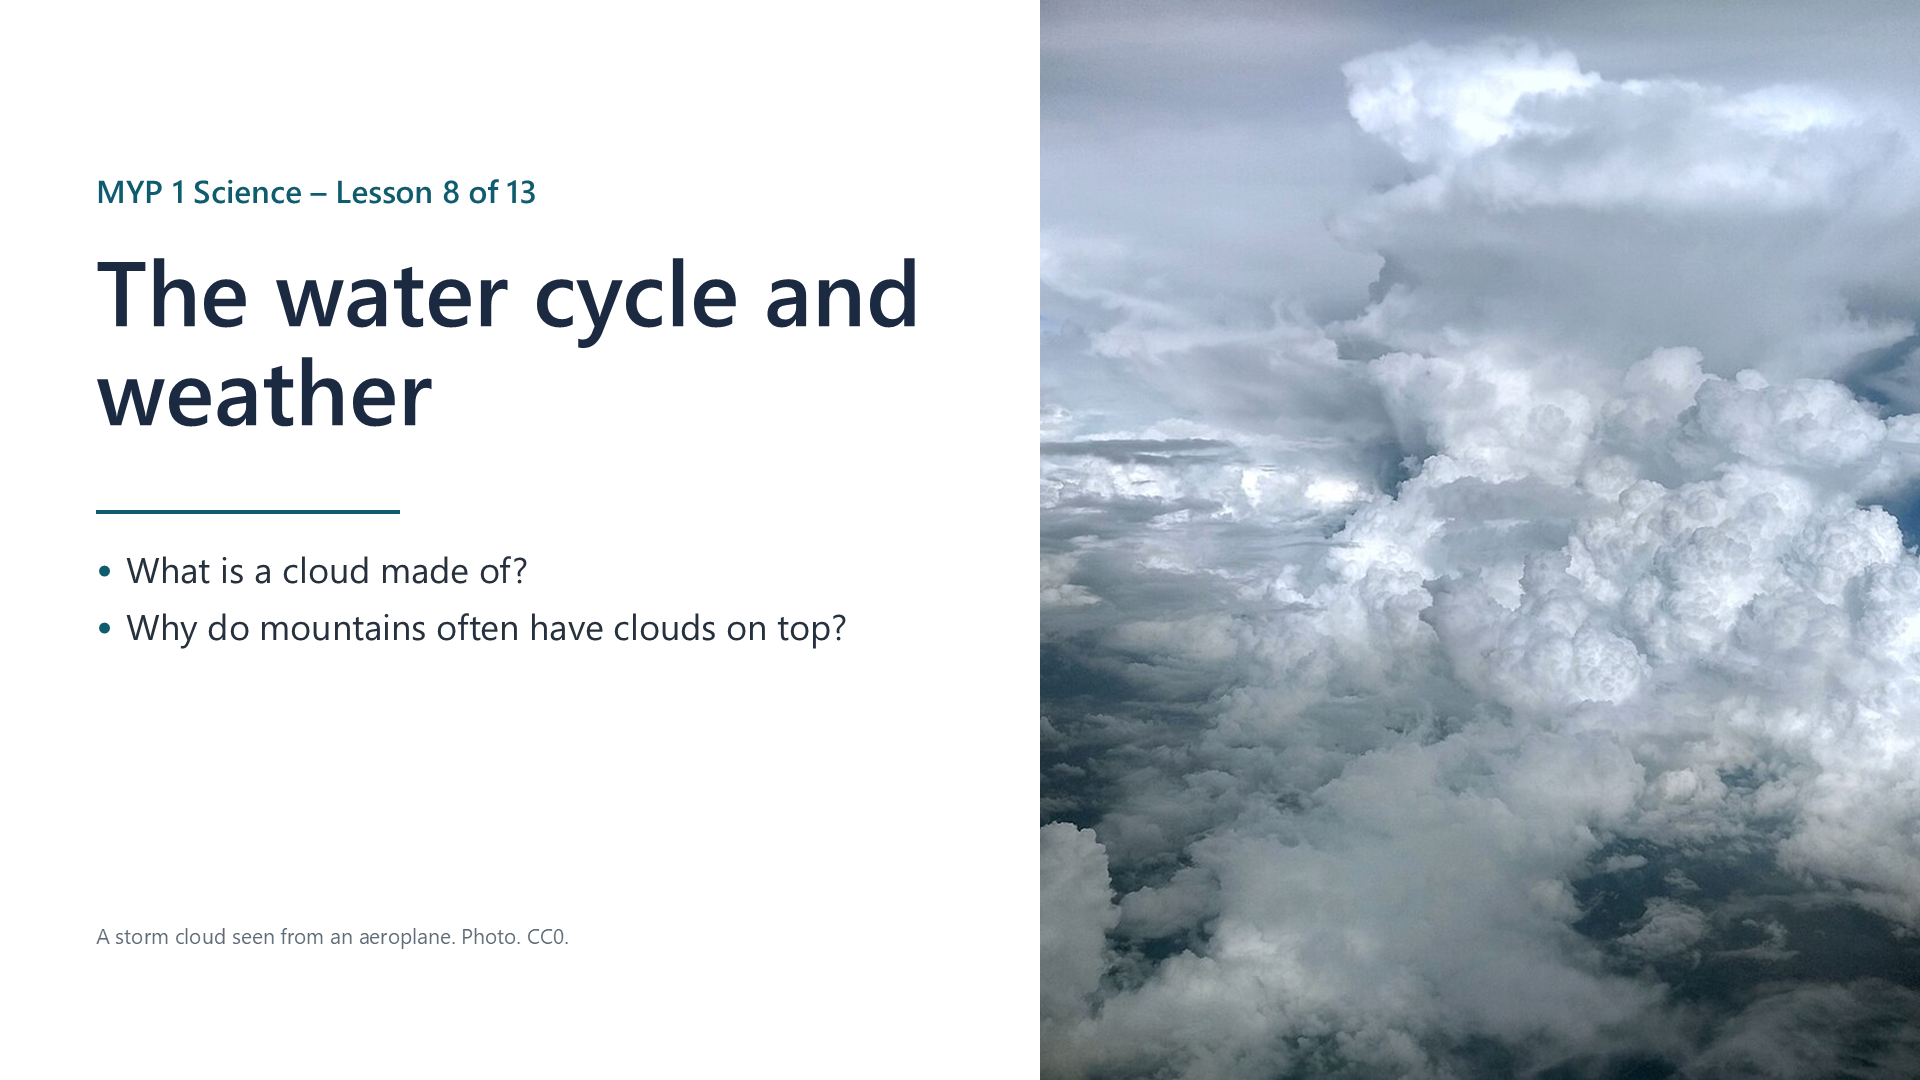 MYP 1 Science – Lesson 8 of 13
The water cycle and
weather
• What is a cloud made of?
• Why do mountains often have clouds on top?
A storm cloud seen from an aeroplane. Photo. CC0.